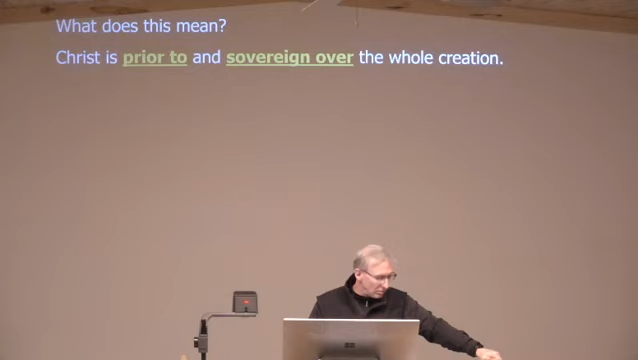 What does this mean?
Christ is prior to and sovereign over the whole creation.